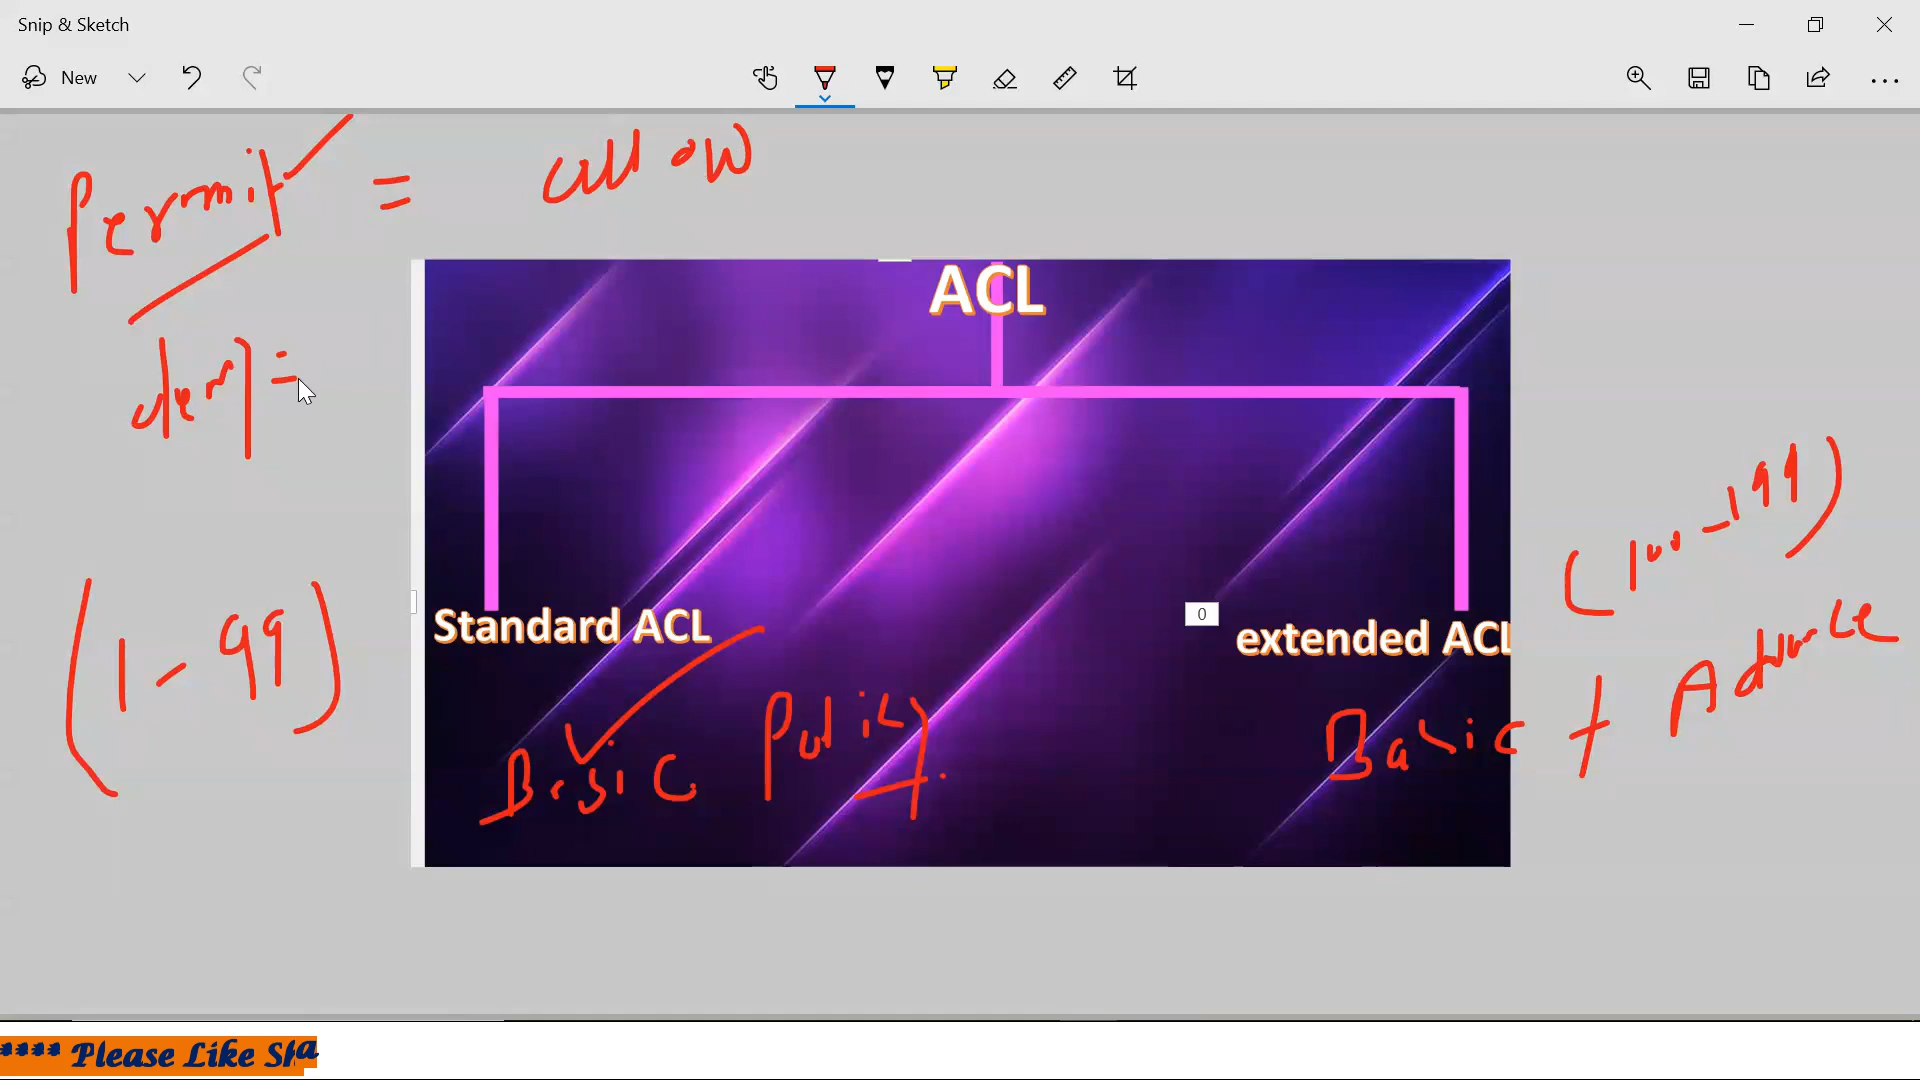 Snip & Sketch
New
Permit = allow
deny =
ACL
(100-199)
(1-99)
Standard ACL
0
extended ACL
Basic Policy.
Basic + Advance
**** Please Like Sha